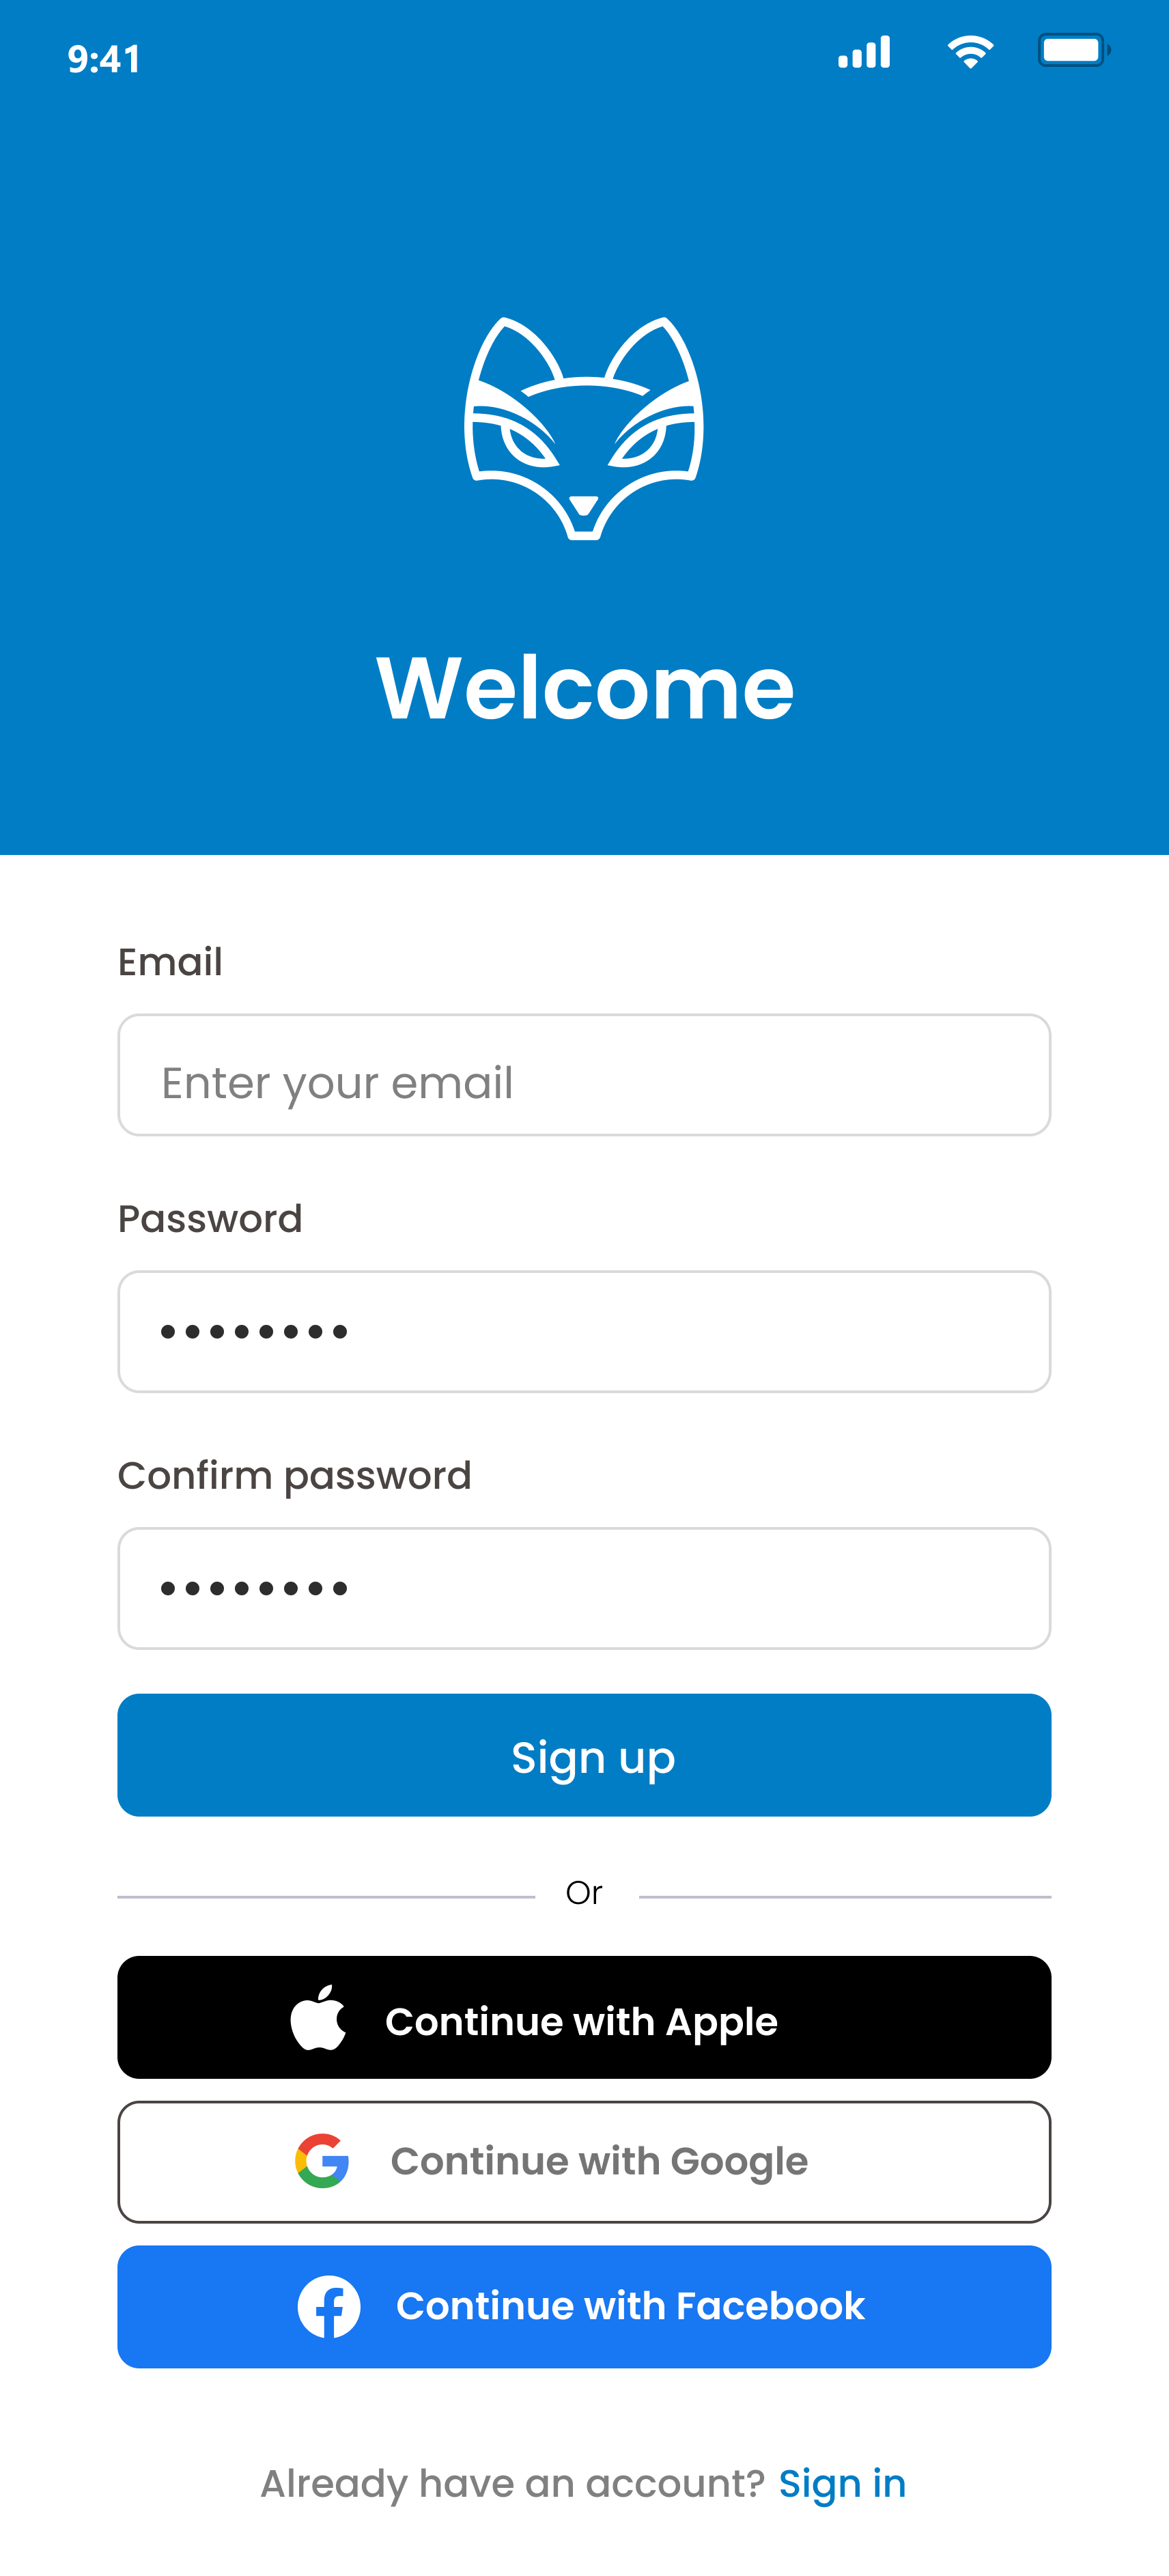 9:41
Welcome
Email
Enter your email
Password
••••••••
Confirm password
••••••••
Sign up
Or
Continue with Apple
Continue with Google
Continue with Facebook
Already have an account? Sign in